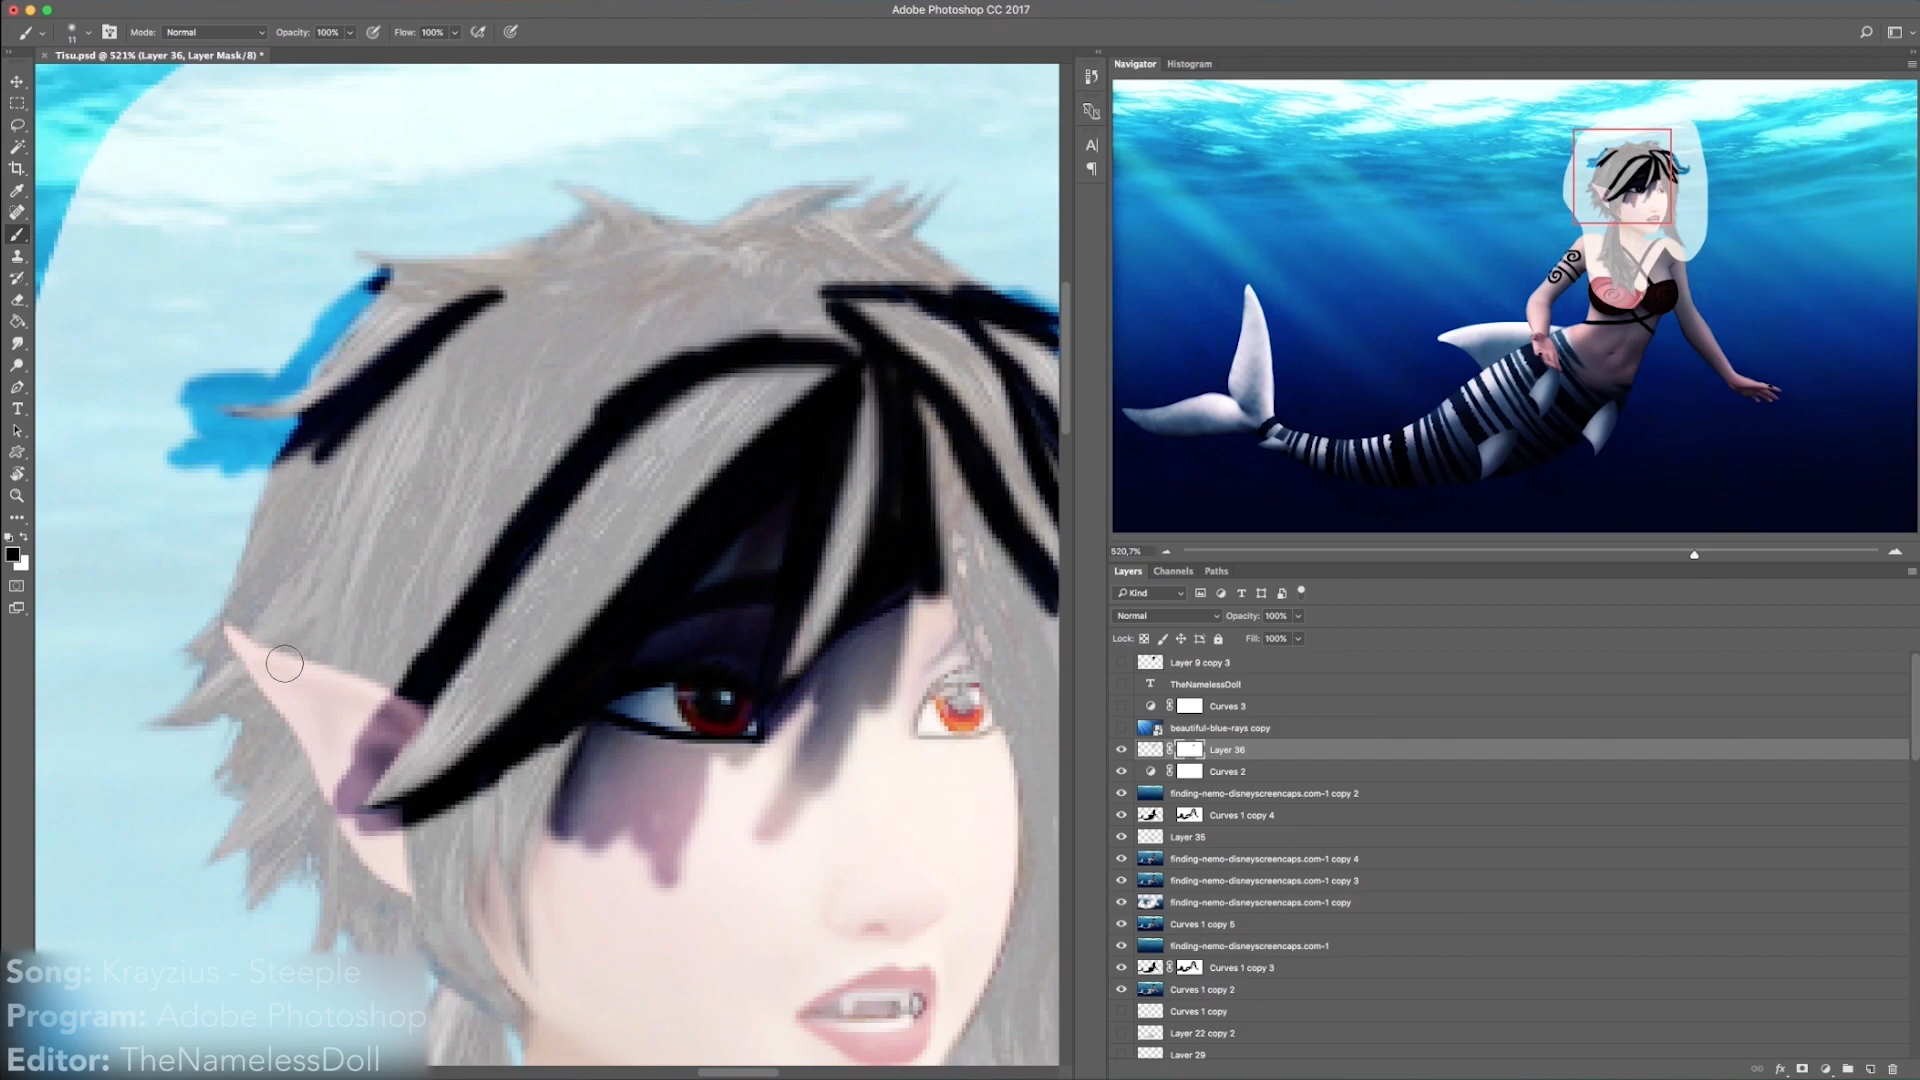 Adobe Photoshop CC 2017
11
Mode: Normal
Opacity: 100%
Flow: 100%
Tisu.psd @ 521% (Layer 36, Layer Mask/8) *
Navigator
Histogram
520,7%
Layers
Channels
Paths
Kind
Normal
Opacity: 100%
Lock:
Fill: 100%
Layer 9 copy 3
TheNamelessDoll
Curves 3
beautiful-blue-rays copy
Layer 36
Curves 2
finding-nemo-disneyscreencaps.com-1 copy 2
Curves 1 copy 4
Layer 35
finding-nemo-disneyscreencaps.com-1 copy 4
finding-nemo-disneyscreencaps.com-1 copy 3
finding-nemo-disneyscreencaps.com-1 copy
Curves 1 copy 5
finding-nemo-disneyscreencaps.com-1
Curves 1 copy 3
Curves 1 copy 2
Curves 1 copy
Layer 22 copy 2
Layer 29
Song: Krayzius - Steeple
Program: Adobe Photoshop
Editor: TheNamelessDoll